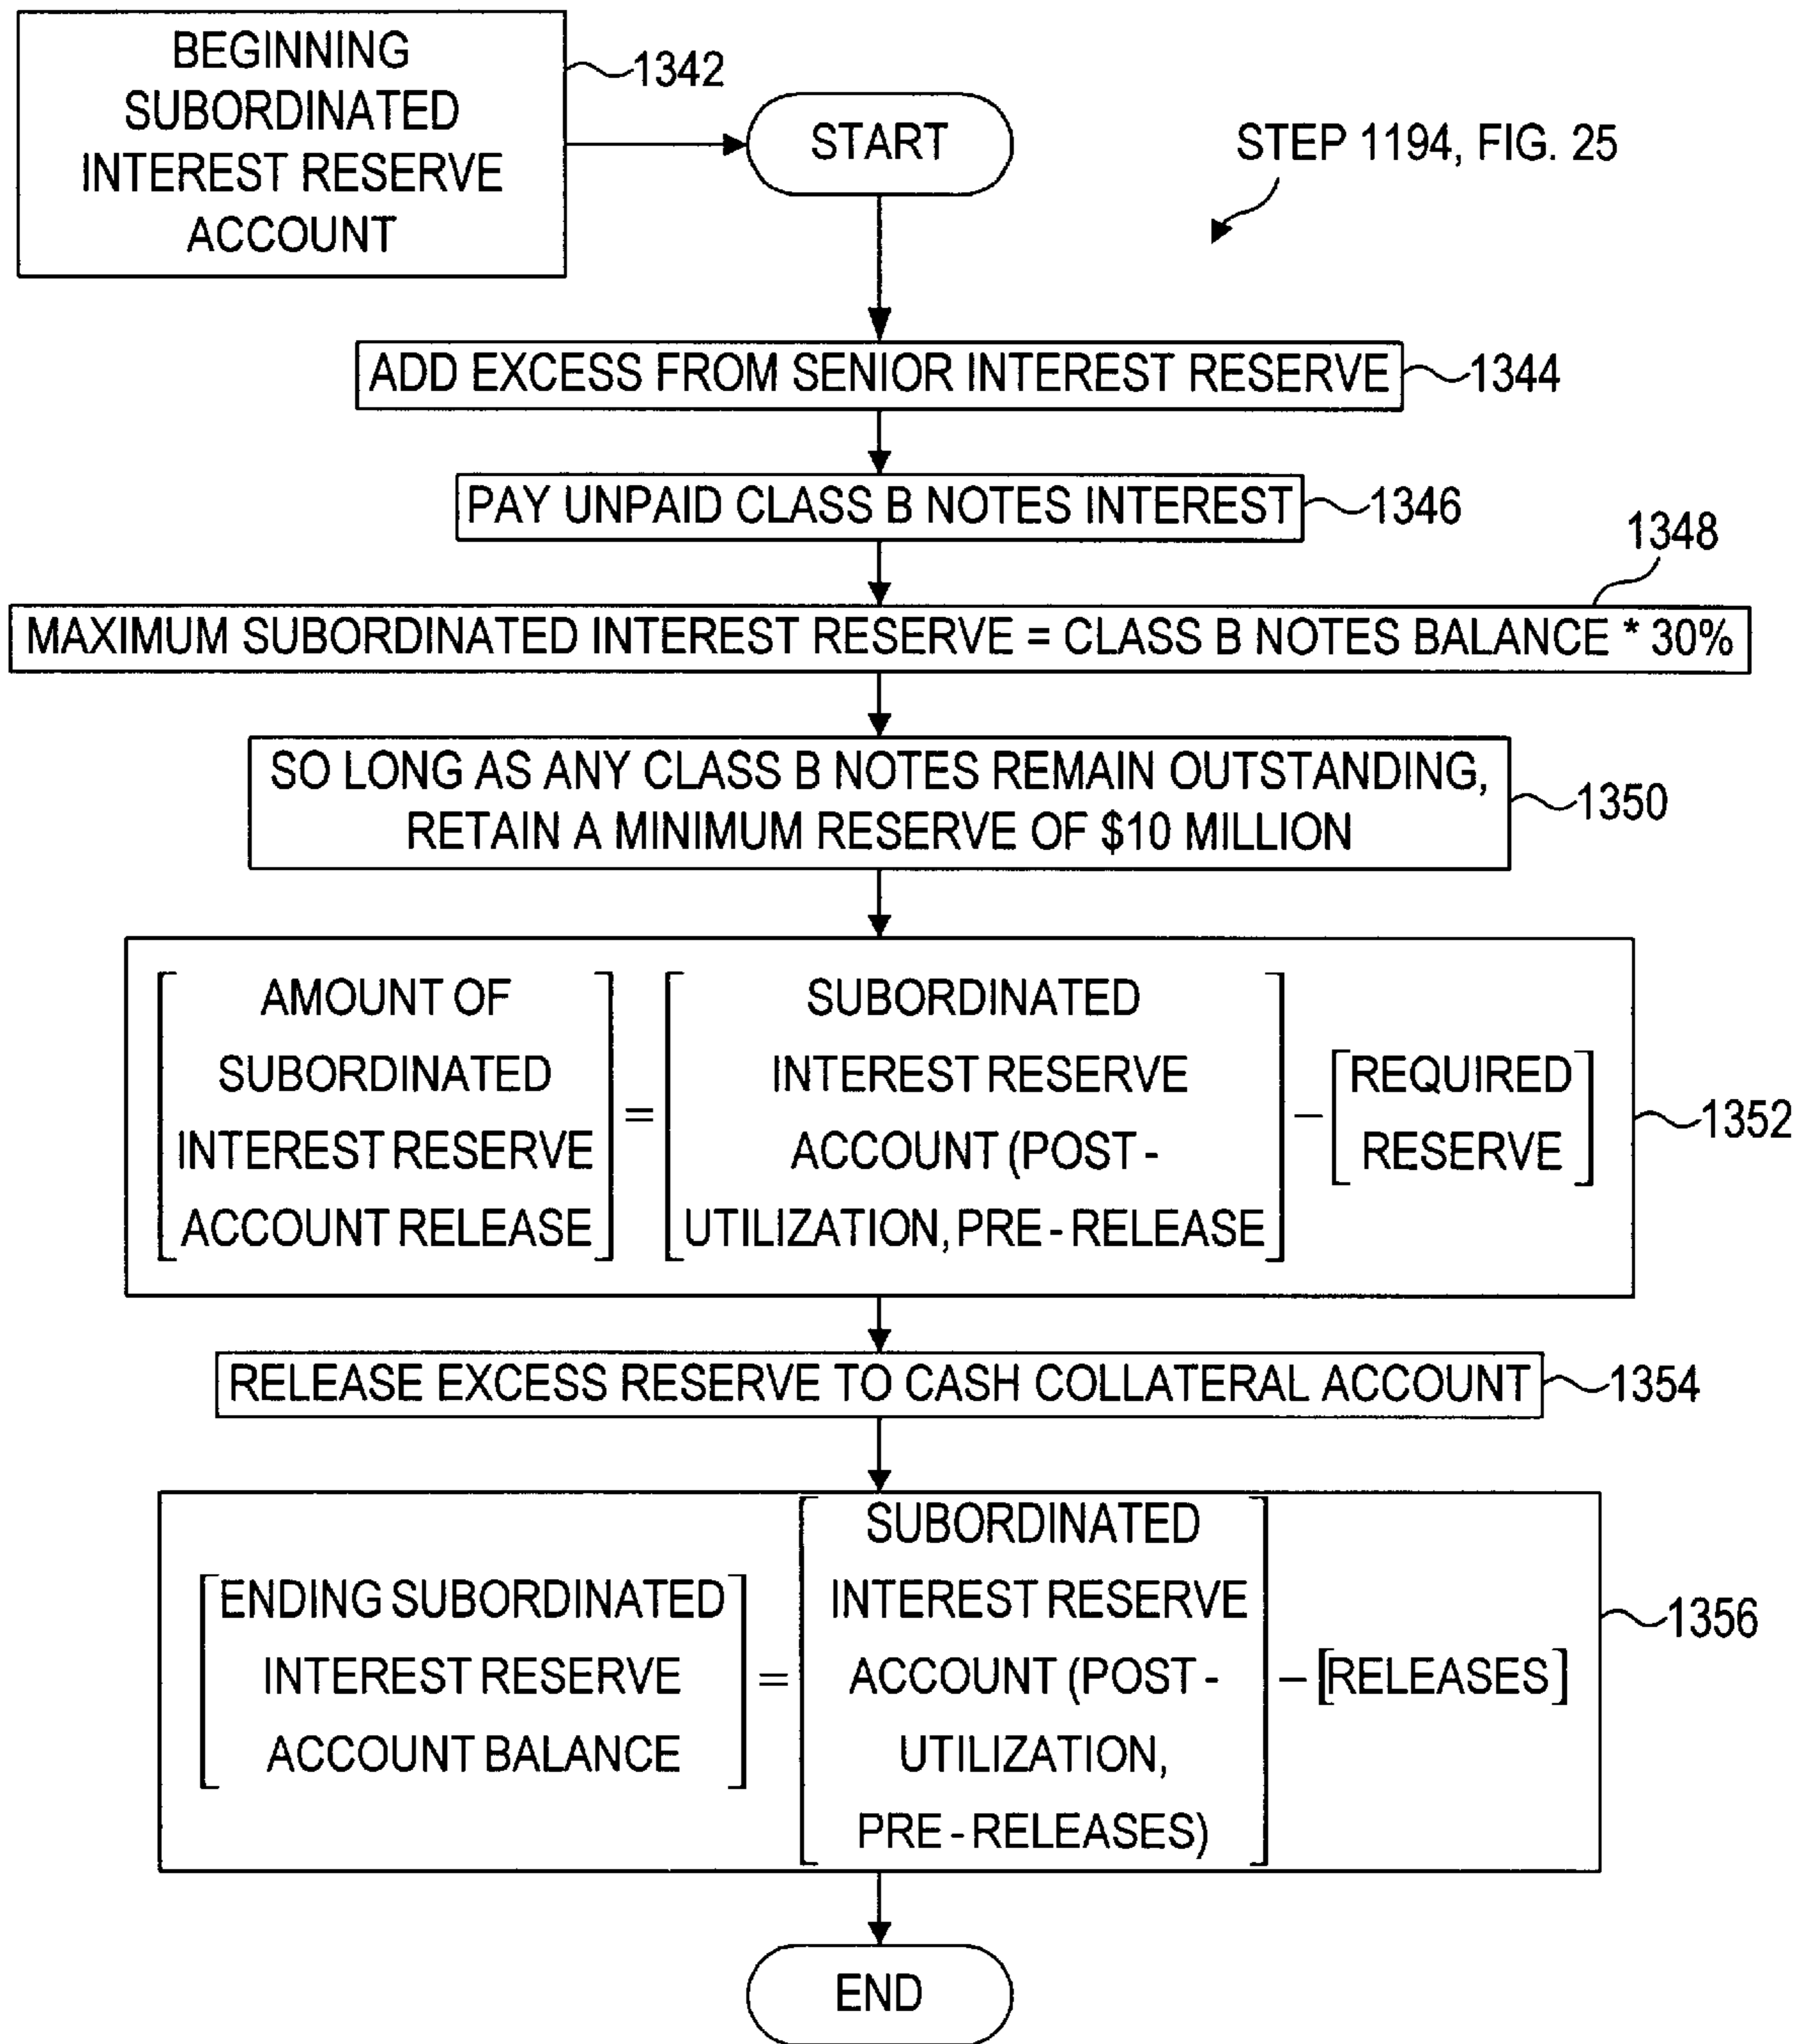 BEGINNING
SUBORDINATED
INTEREST RESERVE
ACCOUNT
1342
START
STEP 1194, FIG. 25
ADD EXCESS FROM SENIOR INTEREST RESERVE
1344
PAY UNPAID CLASS B NOTES INTEREST
1346
1348
MAXIMUM SUBORDINATED INTEREST RESERVE = CLASS B NOTES BALANCE * 30%
SO LONG AS ANY CLASS B NOTES REMAIN OUTSTANDING,
RETAIN A MINIMUM RESERVE OF $10 MILLION
1350
AMOUNT OF
SUBORDINATED
INTEREST RESERVE
ACCOUNT RELEASE
=
SUBORDINATED
INTEREST RESERVE
ACCOUNT (POST -
UTILIZATION, PRE - RELEASE
−
REQUIRED
RESERVE
1352
RELEASE EXCESS RESERVE TO CASH COLLATERAL ACCOUNT
1354
ENDING SUBORDINATED
INTEREST RESERVE
ACCOUNT BALANCE
=
SUBORDINATED
INTEREST RESERVE
ACCOUNT (POST -
UTILIZATION,
PRE - RELEASES)
− [RELEASES]
1356
END